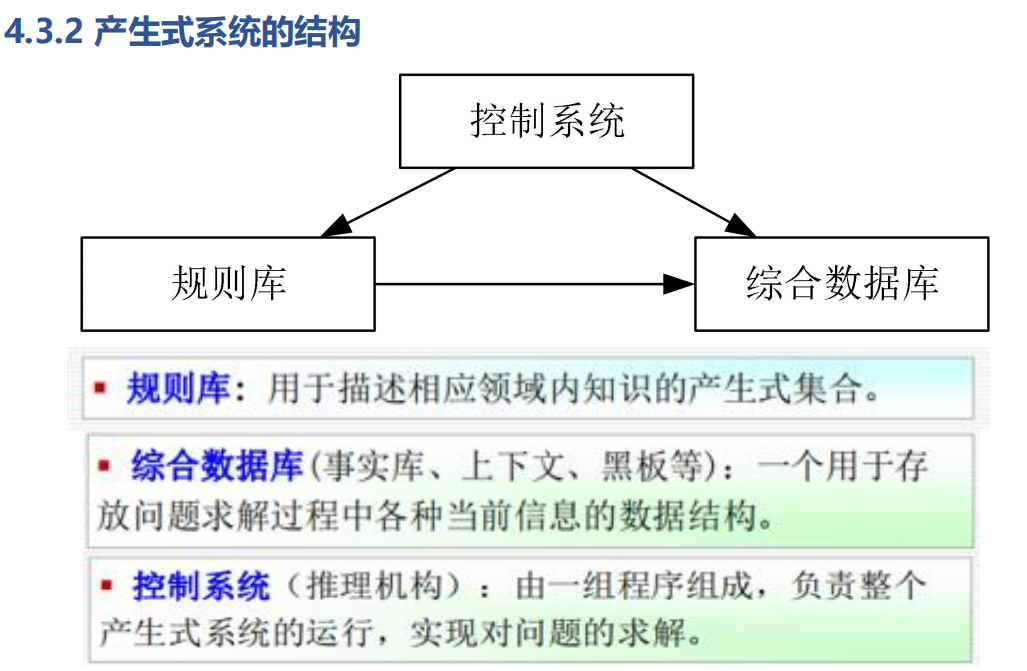 4.3.2 产生式系统的结构
控制系统
规则库
综合数据库
▪ 规则库：用于描述相应领域内知识的产生式集合。
▪ 综合数据库(事实库、上下文、黑板等)：一个用于存
放问题求解过程中各种当前信息的数据结构。
▪ 控制系统（推理机构）：由一组程序组成，负责整个
产生式系统的运行，实现对问题的求解。